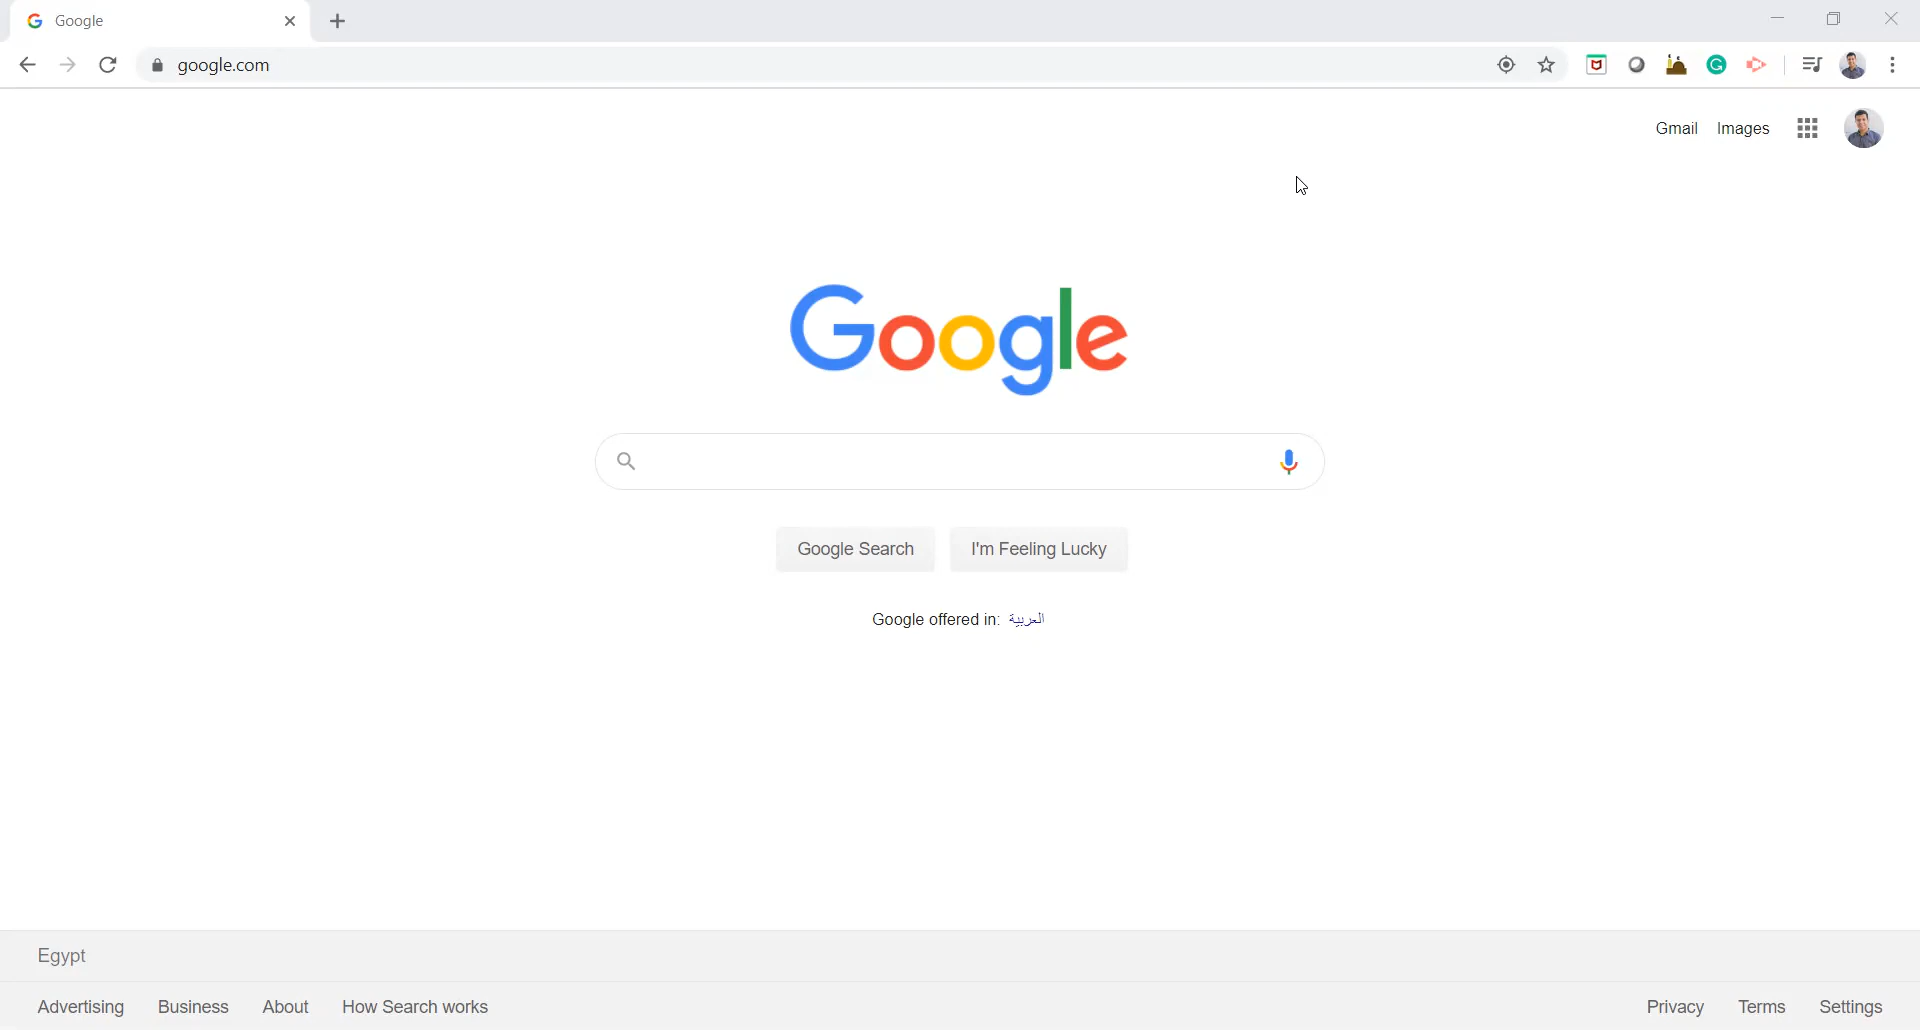 Google
google.com
Gmail Images
Google
Google Search I'm Feeling Lucky
Google offered in: العربية
Egypt
Advertising Business About How Search works Privacy Terms Settings